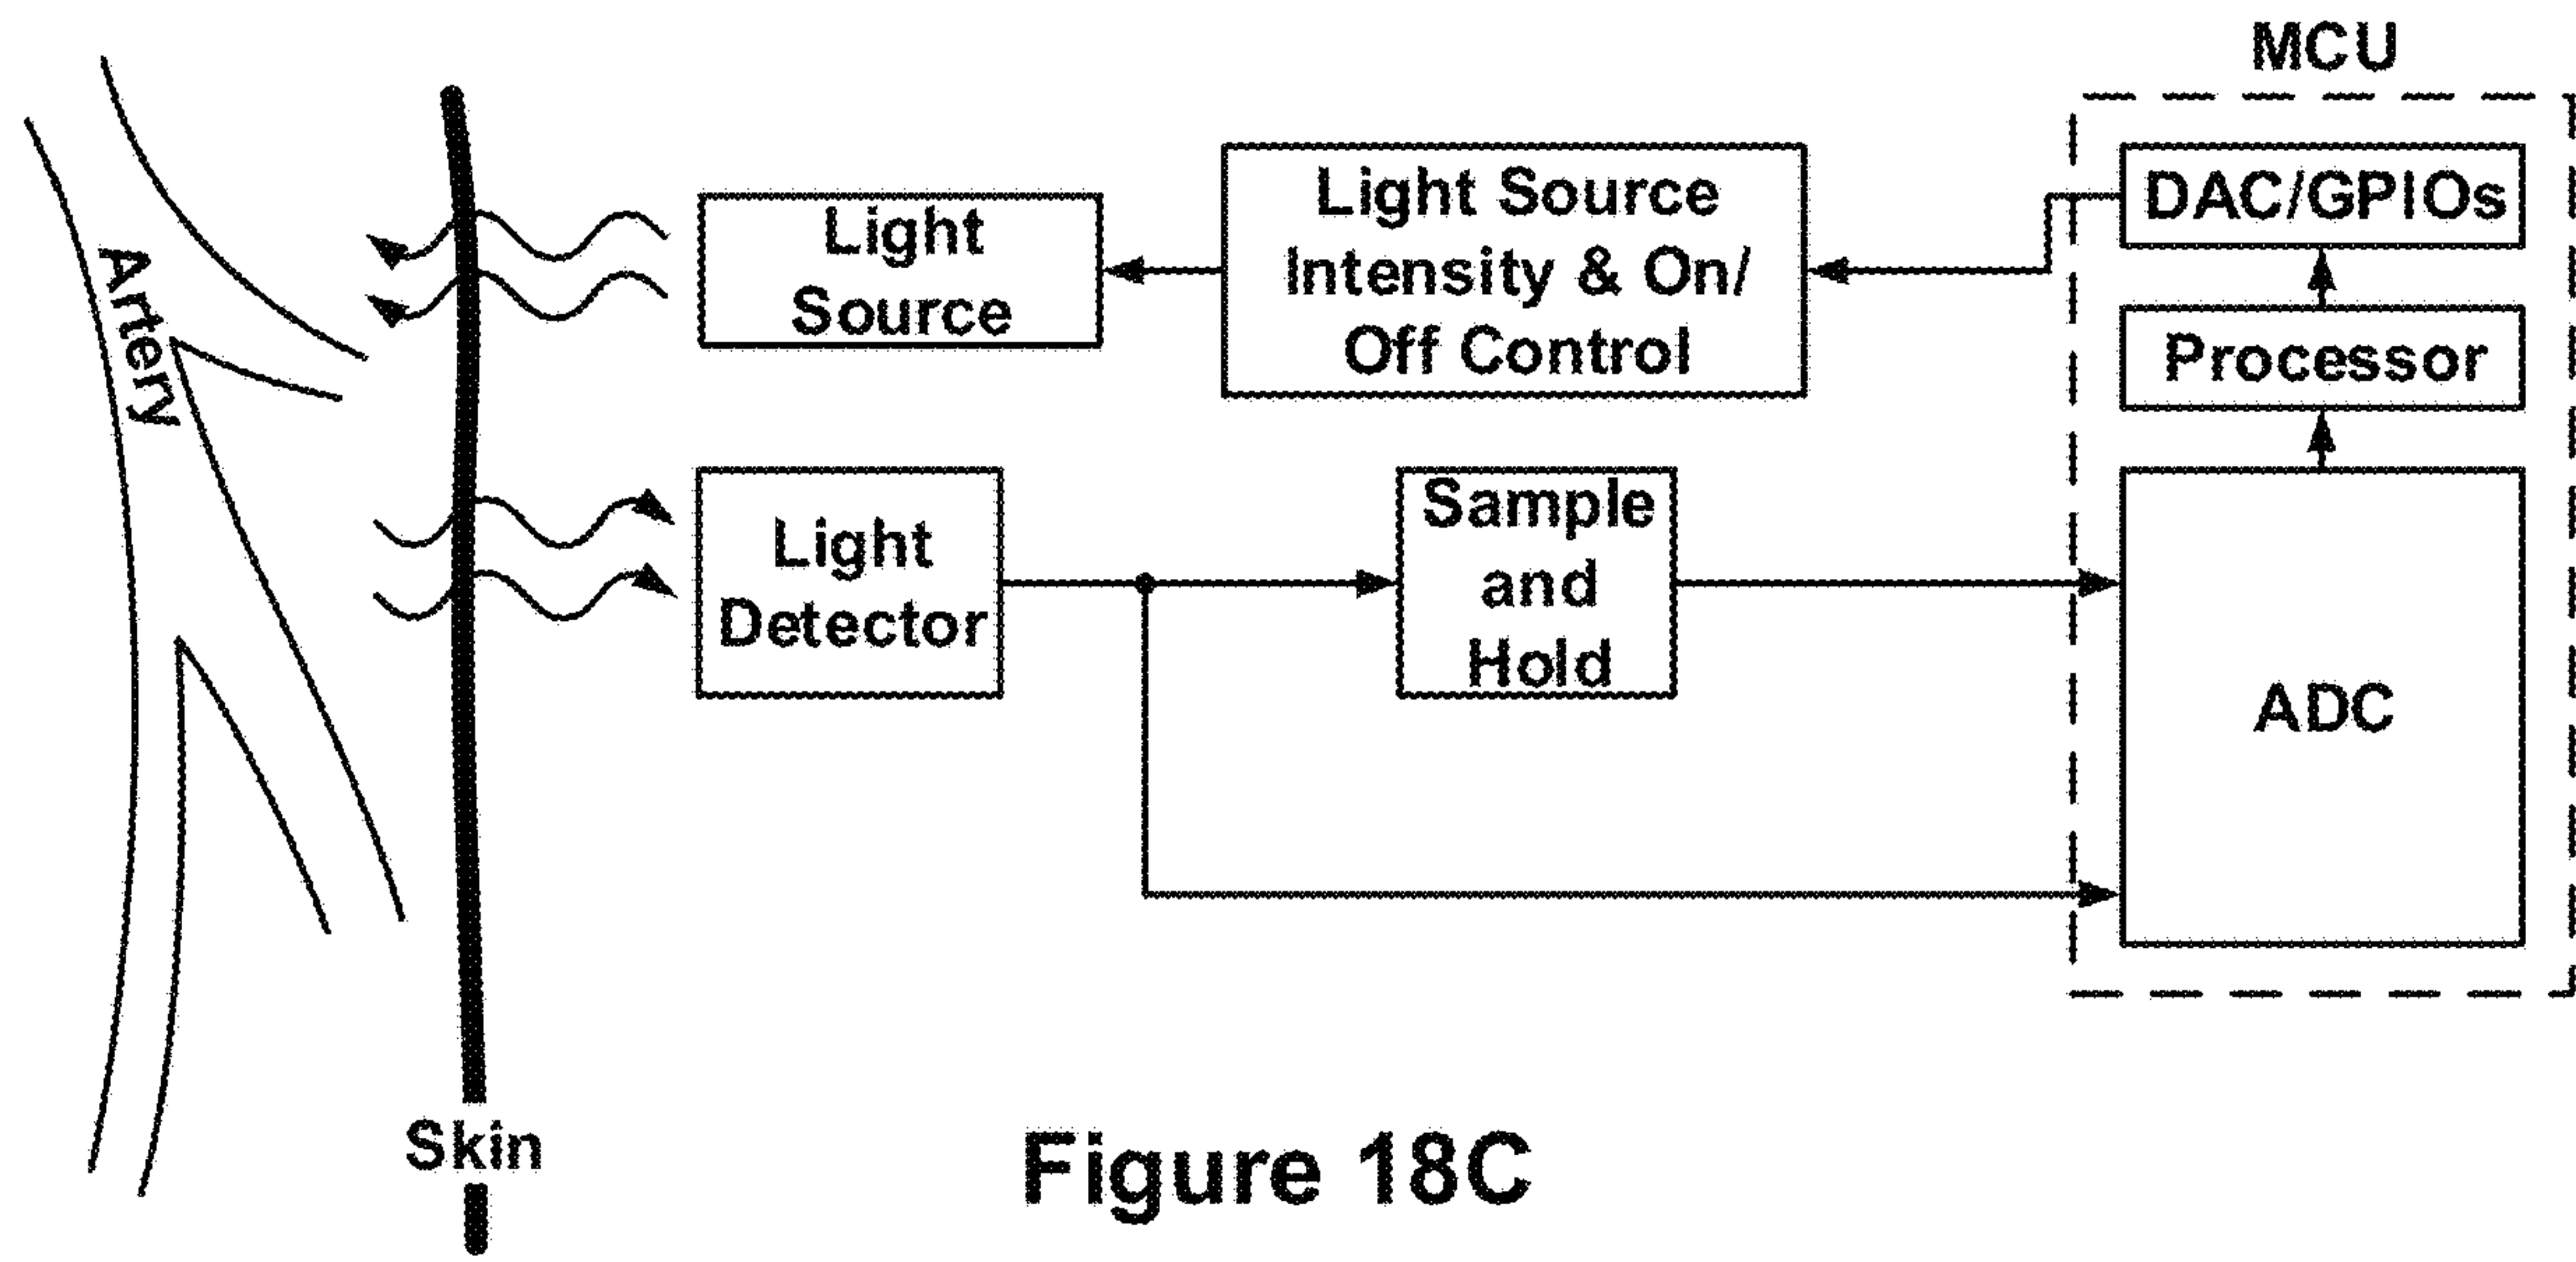 MCU
Artery
Light
Source
Light Source
Intensity & On/
Off Control
DAC/GPIOs
Processor
Light
Detector
Sample
and
Hold
ADC
Skin
Figure 18C